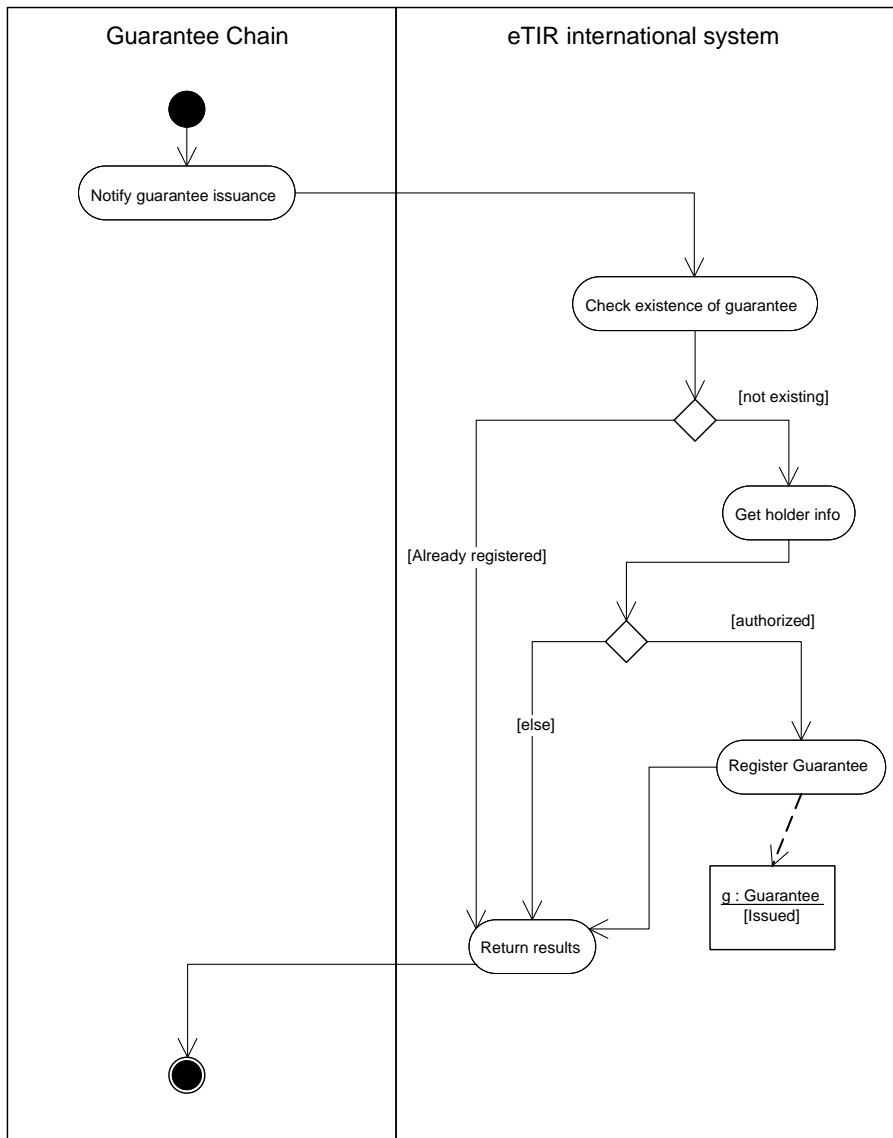 Guarantee Chain
eTIR international system
Notify guarantee issuance
Check existence of guarantee
[not existing]
Get holder info
[Already registered]
[authorized]
[else]
Register Guarantee
g : Guarantee
[Issued]
Return results